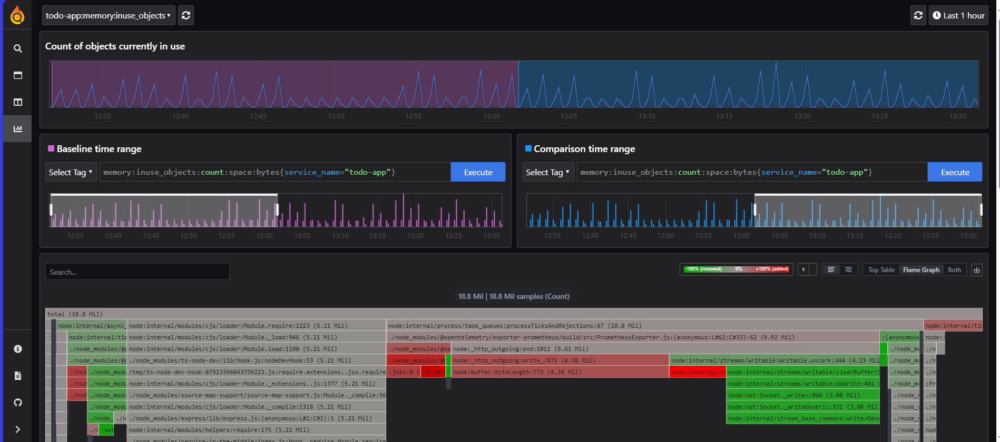 todo-app:memory:inuse_objects
Last 1 hour
Count of objects currently in use
12:35 12:40 12:45 12:50 12:55 13:00 13:05 13:10 13:15 13:20 13:25 13:30
Baseline time range
Select Tag
memory:inuse_objects:count:space:bytes{service_name="todo-app"}
Execute
12:35 12:40 12:45 12:50 12:55 13:00 13:05 13:10 13:15 13:20 13:25 13:30
Comparison time range
Select Tag
memory:inuse_objects:count:space:bytes{service_name="todo-app"}
Execute
12:35 12:40 12:45 12:50 12:55 13:00 13:05 13:10 13:15 13:20 13:25 13:30
Search...
-100% (removed) 0% +100% (added)
Top Table Flame Graph Both
18.8 Mil | 18.8 Mil samples (Count)
total (18.8 Mil)
node:internal/async_ node:internal/modules/cjs/loader:Module.require:1223 (5.21 Mil) node:internal/process/task_queues:processTicksAndRejections:67 (10.8 Mil) node:internal/ti
node:internal/tim node:internal/modules/cjs/loader:Module._load:946 (5.21 Mil) ./node_modules/@opentelemetry/exporter-prometheus/build/src/PrometheusExporter.js:(anonymous:L#62:C#33):62 (9.92 Mil) :(anonymous node:i
./node_modules/@p node:internal/modules/cjs/loader:Module.load:1190 (5.21 Mil) ./node_modules/@op node:_http_outgoing:end:1011 (8.61 Mil) ./node_mo ./n
./node_modules/@p ./node_modules/ts-node-dev/lib/hook.js:nodeDevHook:53 (5.21 Mil) ./node_modules/@o node:_http_outgoing:write_:875 (4.38 Mil) node:internal/streams/writable:Writable.uncork:344 (4.23 Mil ./node_mo ./n
./nod ./node_modu /tmp/ts-node-dev-hook-07923396043759223.js:require.extensions..jsx.require :join:0 ( :trim: node:buffer:byteLength:773 (4.38 Mil) node:internal/st node:internal/streams/writable:clearBuffer:5 ./node_mo ./n
./nod ./node_modu node:internal/modules/cjs/loader:Module._extensions..js:1377 (5.21 Mil) node:internal/streams/writable:doWrite:401 ( ./node_mo :Pr
./nod ./node_modu ./node_modules/source-map-support/source-map-support.js:Module._compile:56 node:net:Socket._writev:968 (3.08 Mil) ./node_m ./n
./node_modu node:internal/modules/cjs/loader:Module._compile:1318 (5.21 Mil) node:net:Socket._writeGeneric:931 (3.08 Mil ./node_m ./n
./node_ ./n ./node_modules/express/lib/express.js:(anonymous:L#1:C#1):1 (5.21 Mil) node:internal/stream_base_commons:writevGene ./node_m ./n
./n :set node:internal/modules/helpers:require:175 (5.21 Mil) ./node_m nod
./node_modules/require-in-the-middle/index.js:Hook._require.Module.require ./node_m ./n